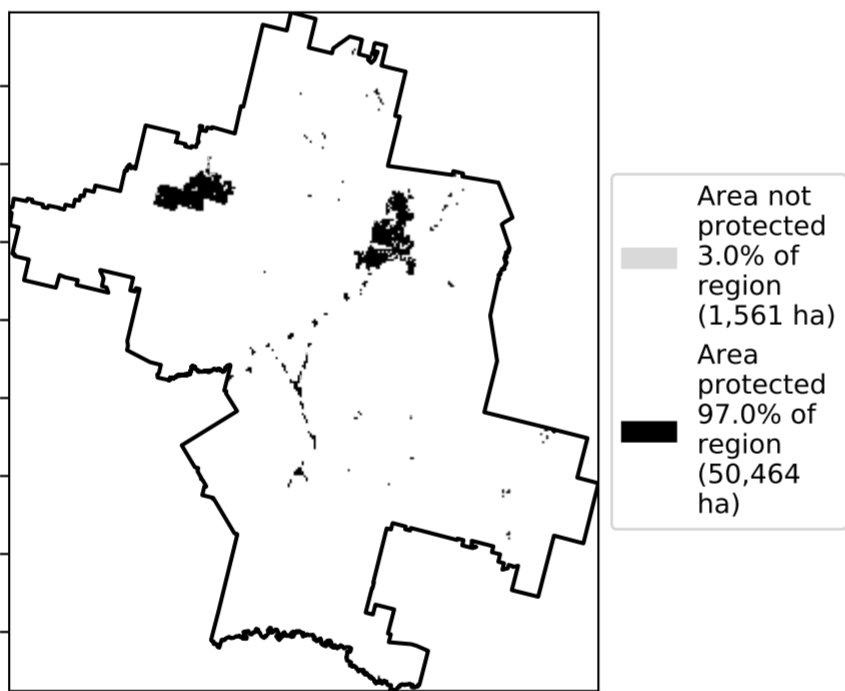 Area not
protected
3.0% of
region
(1,561 ha)
Area
protected
97.0% of
region
(50,464
ha)